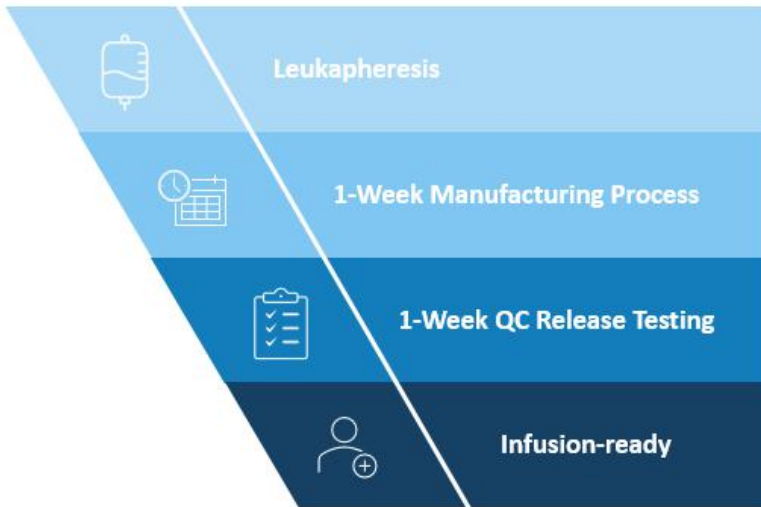 Leukapheresis
1-Week Manufacturing Process
1-Week QC Release Testing
Infusion-ready